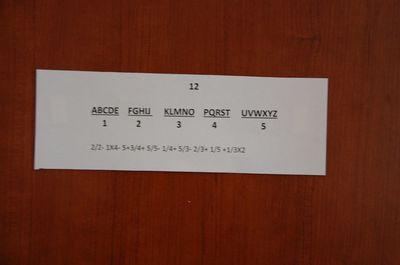 12
ABCDE FGHIJ KLMNO PQRST UVWXYZ
1 2 3 4 5
2/2- 1X4- 5+3/4+ 5/5- 1/4+ 5/3- 2/3+ 1/5 +1/3X2